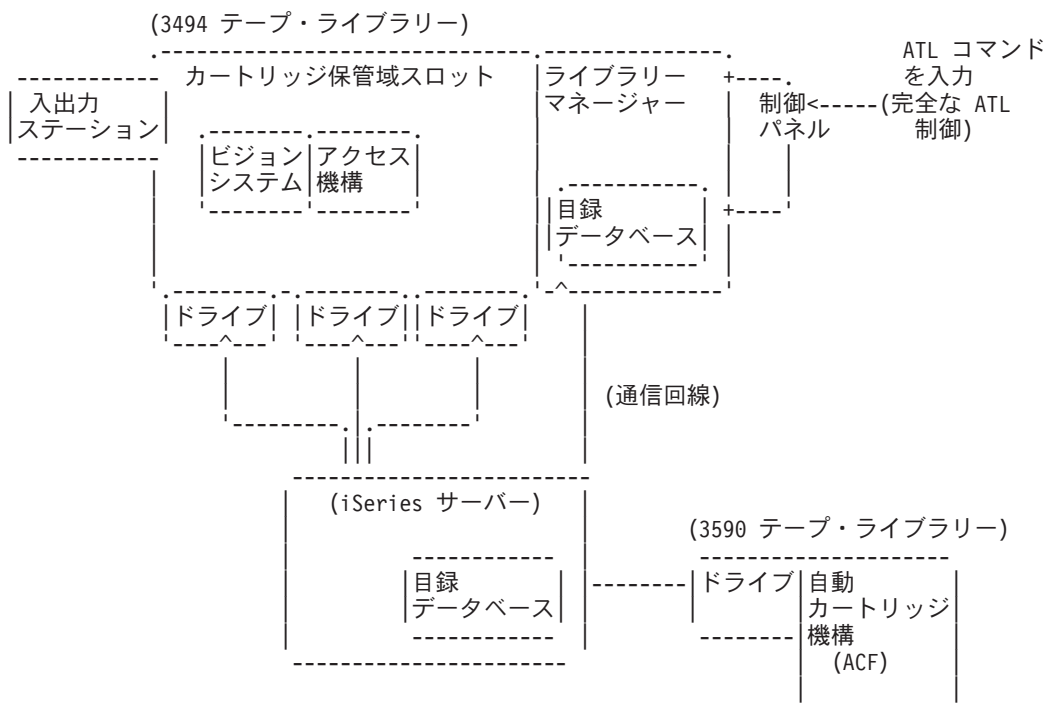 (3494 テープ・ライブラリー)
カートリッジ保管域スロット
入出力
ステーション
ビジョン
システム
アクセス
機構
ライブラリー
マネージャー
目録
データベース
制御<-----(完全な ATL
パネル
ATL コマンド
を入力
制御)
ドライブ
ドライブ
ドライブ
(通信回線)
(iSeries サーバー)
目録
データベース
(3590 テープ・ライブラリー)
ドライブ
自動
カートリッジ
機構
(ACF)